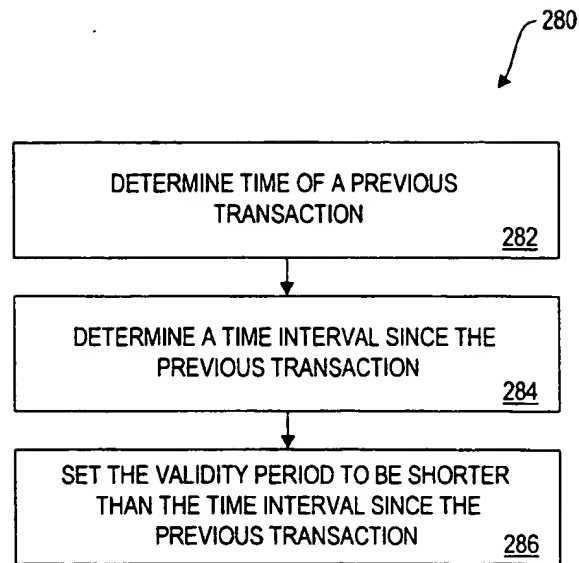 280
DETERMINE TIME OF A PREVIOUS
TRANSACTION
282
DETERMINE A TIME INTERVAL SINCE THE
PREVIOUS TRANSACTION
284
SET THE VALIDITY PERIOD TO BE SHORTER
THAN THE TIME INTERVAL SINCE THE
PREVIOUS TRANSACTION
286